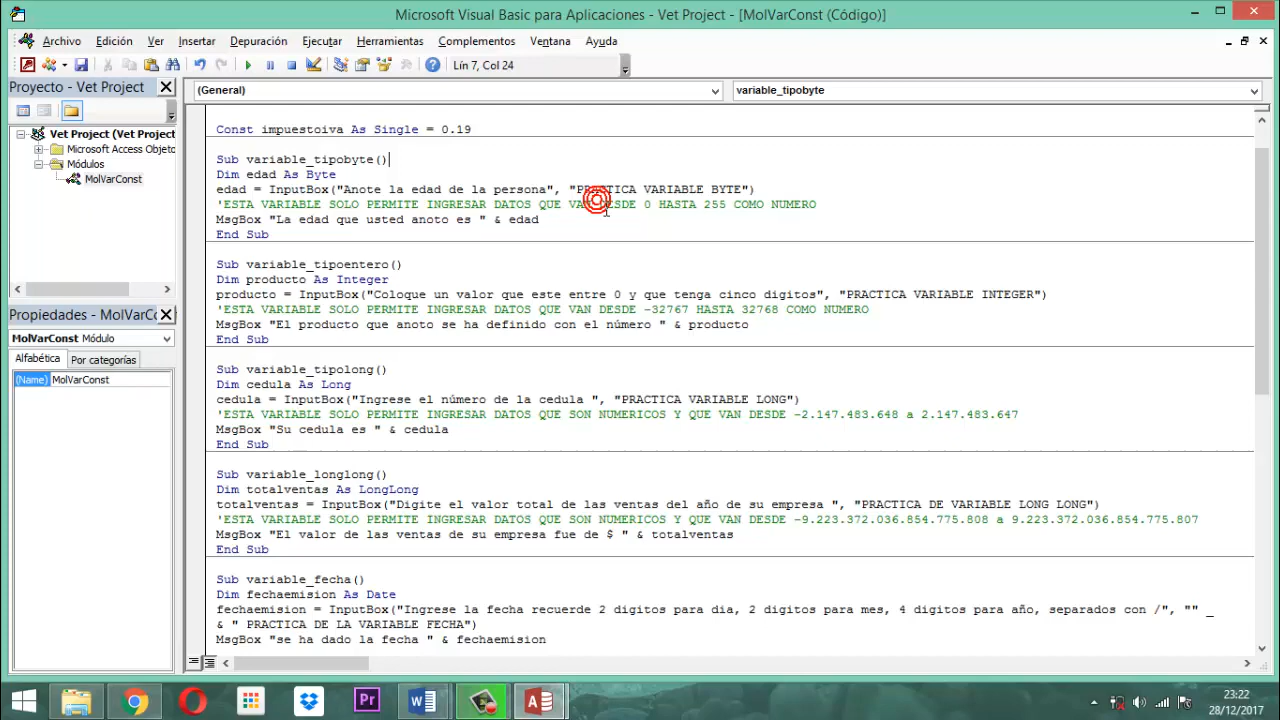 Microsoft Visual Basic para Aplicaciones - Vet Project - [MolVarConst (Código)]
Archivo Edición Ver Insertar Depuración Ejecutar Herramientas Complementos Ventana Ayuda
Lín 7, Col 24
Proyecto - Vet Project
(General)
variable_tipobyte
Vet Project (Vet Project
Microsoft Access Objeto
Módulos
MolVarConst
Propiedades - MolVarCo
MolVarConst Módulo
Alfabética Por categorías
(Name) MolVarConst
Const impuestoiva As Single = 0.19
Sub variable_tipobyte()
Dim edad As Byte
edad = InputBox("Anote la edad de la persona", "PRACTICA VARIABLE BYTE")
'ESTA VARIABLE SOLO PERMITE INGRESAR DATOS QUE VAN DESDE 0 HASTA 255 COMO NUMERO
MsgBox "La edad que usted anoto es " & edad
End Sub
Sub variable_tipoentero()
Dim producto As Integer
producto = InputBox("Coloque un valor que este entre 0 y que tenga cinco digitos", "PRACTICA VARIABLE INTEGER")
'ESTA VARIABLE SOLO PERMITE INGRESAR DATOS QUE VAN DESDE -32767 HASTA 32768 COMO NUMERO
MsgBox "El producto que anoto se ha definido con el número " & producto
End Sub
Sub variable_tipolong()
Dim cedula As Long
cedula = InputBox("Ingrese el número de la cedula ", "PRACTICA VARIABLE LONG")
'ESTA VARIABLE SOLO PERMITE INGRESAR DATOS QUE SON NUMERICOS Y QUE VAN DESDE -2.147.483.648 a 2.147.483.647
MsgBox "Su cedula es " & cedula
End Sub
Sub variable_longlong()
Dim totalventas As LongLong
totalventas = InputBox("Digite el valor total de las ventas del año de su empresa ", "PRACTICA DE VARIABLE LONG LONG")
'ESTA VARIABLE SOLO PERMITE INGRESAR DATOS QUE SON NUMERICOS Y QUE VAN DESDE -9.223.372.036.854.775.808 a 9.223.372.036.854.775.807
MsgBox "El valor de las ventas de su empresa fue de $ " & totalventas
End Sub
Sub variable_fecha()
Dim fechaemision As Date
fechaemision = InputBox("Ingrese la fecha recuerde 2 digitos para dia, 2 digitos para mes, 4 digitos para año, separados con /", "" _
& " PRACTICA DE LA VARIABLE FECHA")
MsgBox "se ha dado la fecha " & fechaemision
Pr
23:22
28/12/2017